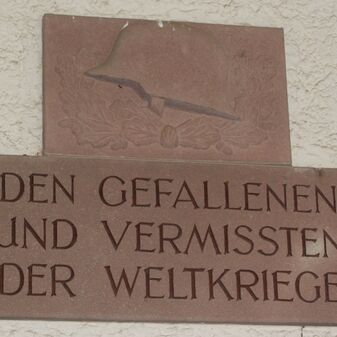 DEN GEFALLENEN
UND VERMISSTEN
DER WELTKRIEGE